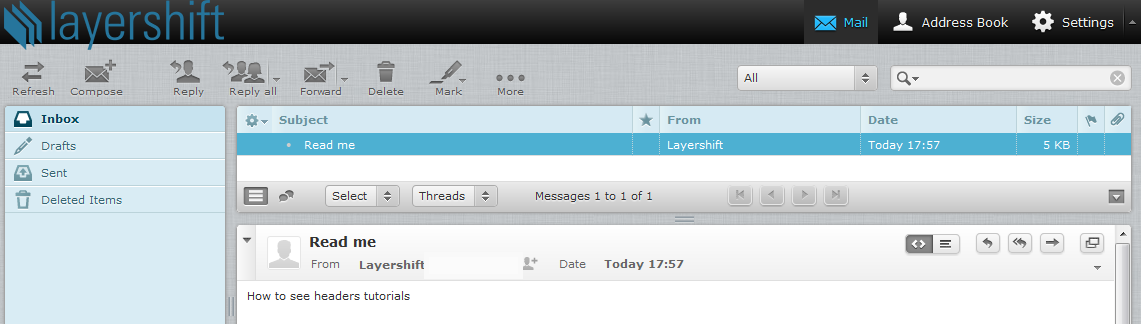 layershift
Mail Address Book Settings
Refresh Compose Reply Reply all Forward Delete Mark More
All
Inbox
Drafts
Sent
Deleted Items
Subject From Date Size
Read me Layershift Today 17:57 5 KB
Select Threads Messages 1 to 1 of 1
Read me
From Layershift Date Today 17:57
How to see headers tutorials